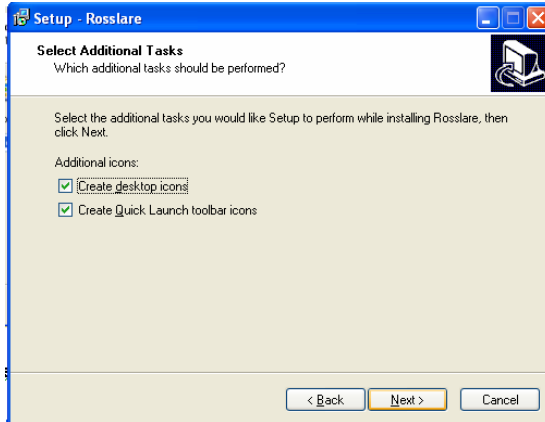 Setup - Rosslare
Select Additional Tasks
Which additional tasks should be performed?
Select the additional tasks you would like Setup to perform while installing Rosslare, then
click Next.
Additional icons:
Create desktop icons
Create Quick Launch toolbar icons
< Back
Next >
Cancel